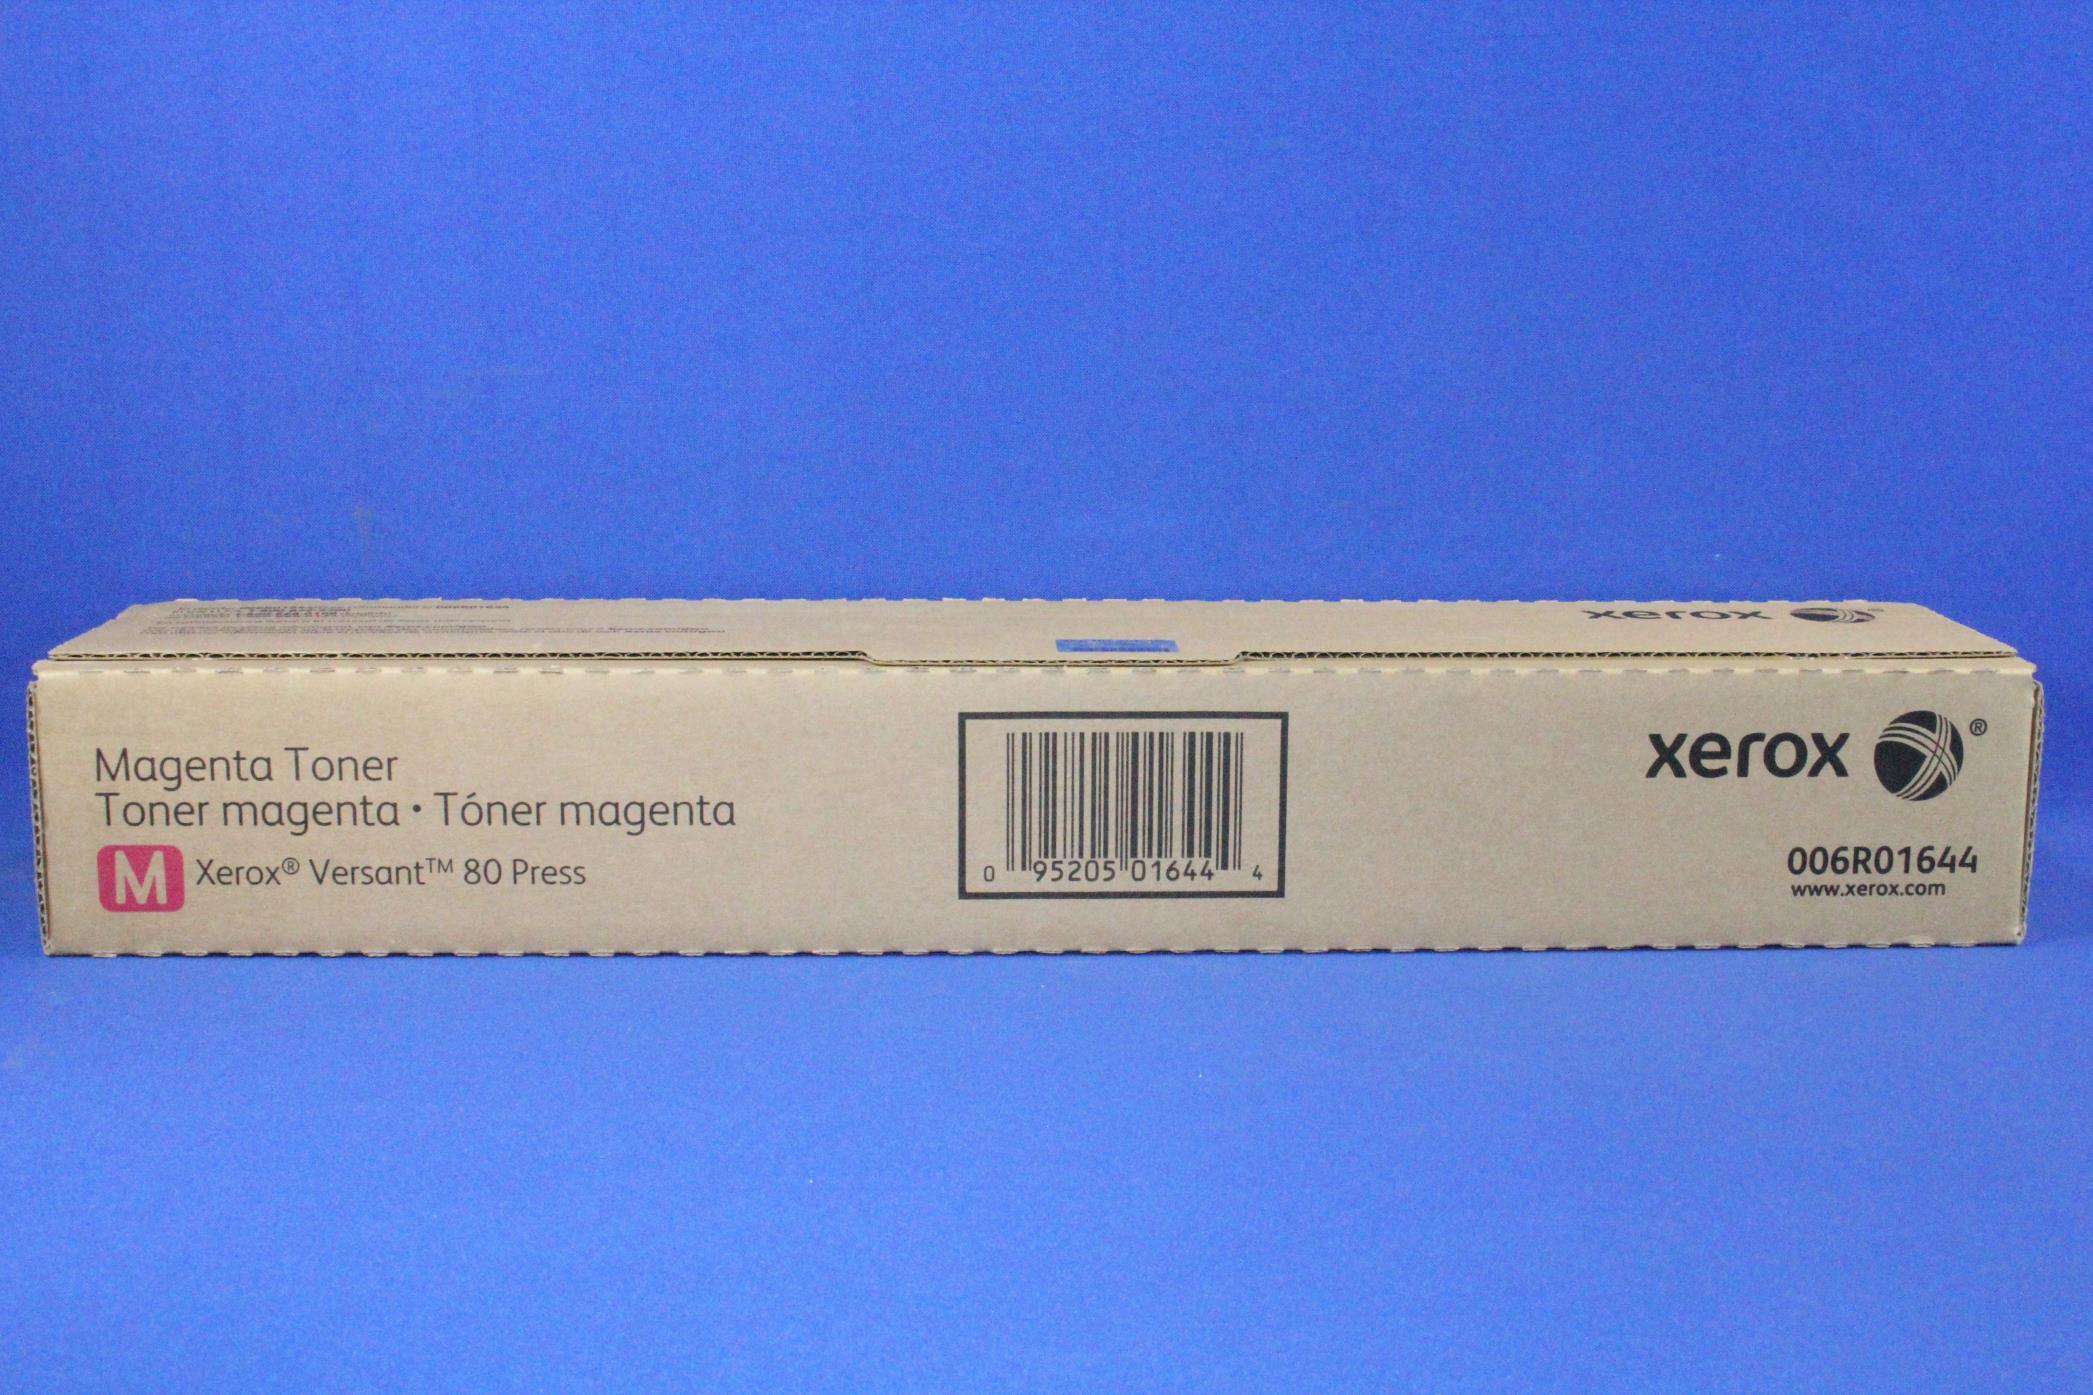 xerox ®
Magenta Toner
Toner magenta • Tóner magenta
M Xerox® Versant™ 80 Press
0 95205 01644 4
xerox ®
006R01644
www.xerox.com